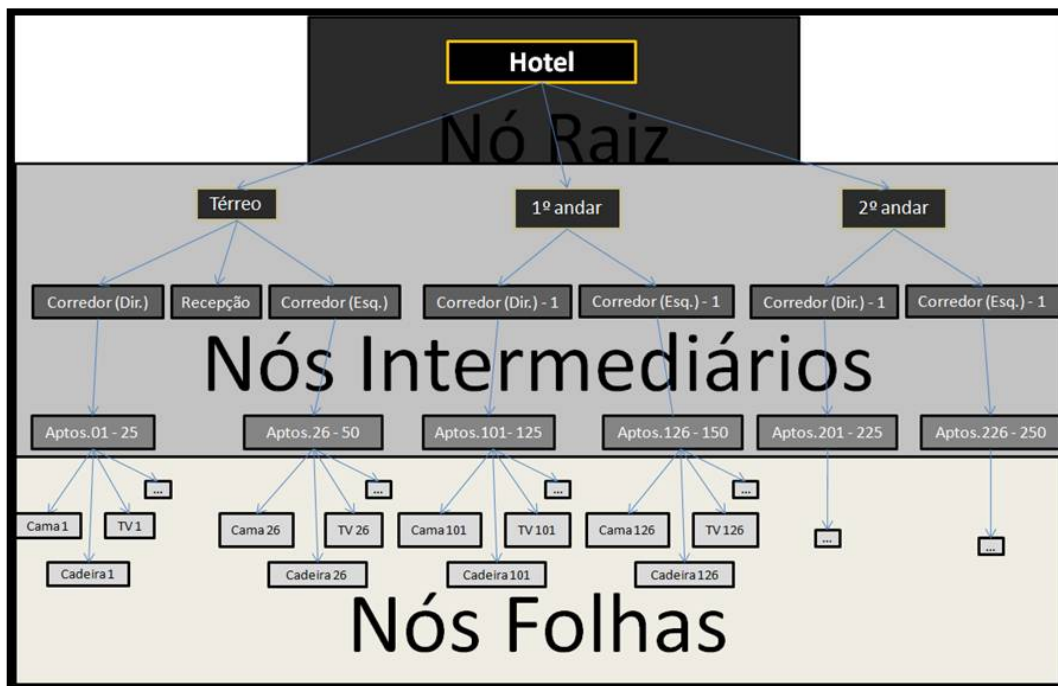 Hotel
Nó Raiz
Térreo
1º andar
2º andar
Corredor (Dir.)
Recepção
Corredor (Esq.)
Corredor (Dir.) - 1
Corredor (Esq.) - 1
Corredor (Dir.) - 1
Corredor (Esq.) - 1
Nós Intermediários
Aptos.01 - 25
Aptos.26 - 50
Aptos.101- 125
Aptos.126 - 150
Aptos.201 - 225
Aptos.226 - 250
...
...
...
...
Cama 1
TV 1
Cama 26
TV 26
Cama 101
TV 101
Cama 126
TV 126
...
...
Cadeira 1
Cadeira 26
Cadeira 101
Cadeira 126
Nós Folhas